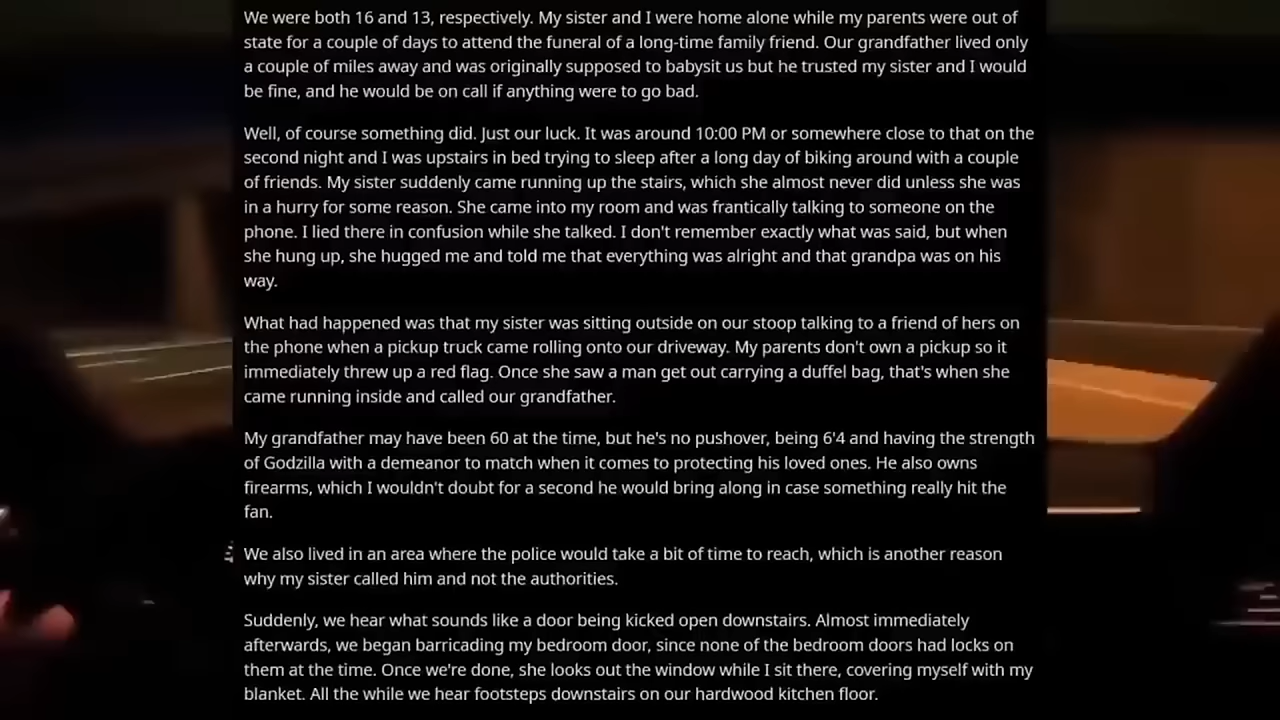 We were both 16 and 13, respectively. My sister and I were home alone while my parents were out of
state for a couple of days to attend the funeral of a long-time family friend. Our grandfather lived only
a couple of miles away and was originally supposed to babysit us but he trusted my sister and I would
be fine, and he would be on call if anything were to go bad.
Well, of course something did. Just our luck. It was around 10:00 PM or somewhere close to that on the
second night and I was upstairs in bed trying to sleep after a long day of biking around with a couple
of friends. My sister suddenly came running up the stairs, which she almost never did unless she was
in a hurry for some reason. She came into my room and was frantically talking to someone on the
phone. I lied there in confusion while she talked. I don't remember exactly what was said, but when
she hung up, she hugged me and told me that everything was alright and that grandpa was on his
way.
What had happened was that my sister was sitting outside on our stoop talking to a friend of hers on
the phone when a pickup truck came rolling onto our driveway. My parents don't own a pickup so it
immediately threw up a red flag. Once she saw a man get out carrying a duffel bag, that's when she
came running inside and called our grandfather.
My grandfather may have been 60 at the time, but he's no pushover, being 6'4 and having the strength
of Godzilla with a demeanor to match when it comes to protecting his loved ones. He also owns
firearms, which I wouldn't doubt for a second he would bring along in case something really hit the
fan.
We also lived in an area where the police would take a bit of time to reach, which is another reason
why my sister called him and not the authorities.
Suddenly, we hear what sounds like a door being kicked open downstairs. Almost immediately
afterwards, we began barricading my bedroom door, since none of the bedroom doors had locks on
them at the time. Once we're done, she looks out the window while I sit there, covering myself with my
blanket. All the while we hear footsteps downstairs on our hardwood kitchen floor.